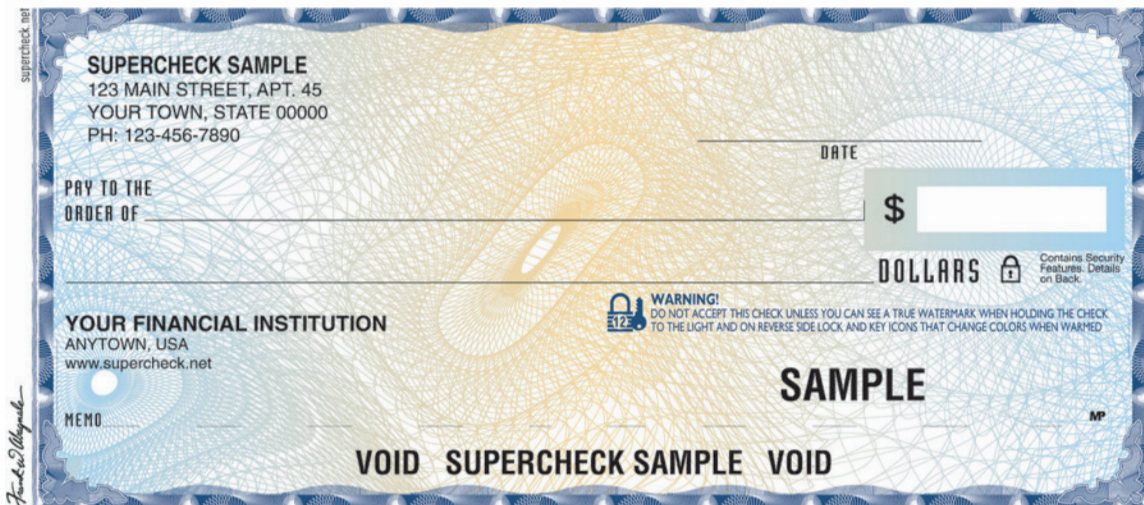 supercheck.net
SUPERCHECK SAMPLE
123 MAIN STREET, APT. 45
YOUR TOWN, STATE 00000
PH: 123-456-7890
DATE
PAY TO THE
ORDER OF
$
DOLLARS
Contains Security
Features. Details
on Back.
WARNING!
DO NOT ACCEPT THIS CHECK UNLESS YOU CAN SEE A TRUE WATERMARK WHEN HOLDING THE CHECK
TO THE LIGHT AND ON REVERSE SIDE LOCK AND KEY ICONS THAT CHANGE COLORS WHEN WARMED
12
YOUR FINANCIAL INSTITUTION
ANYTOWN, USA
www.supercheck.net
SAMPLE
MEMO
MP
VOID SUPERCHECK SAMPLE VOID